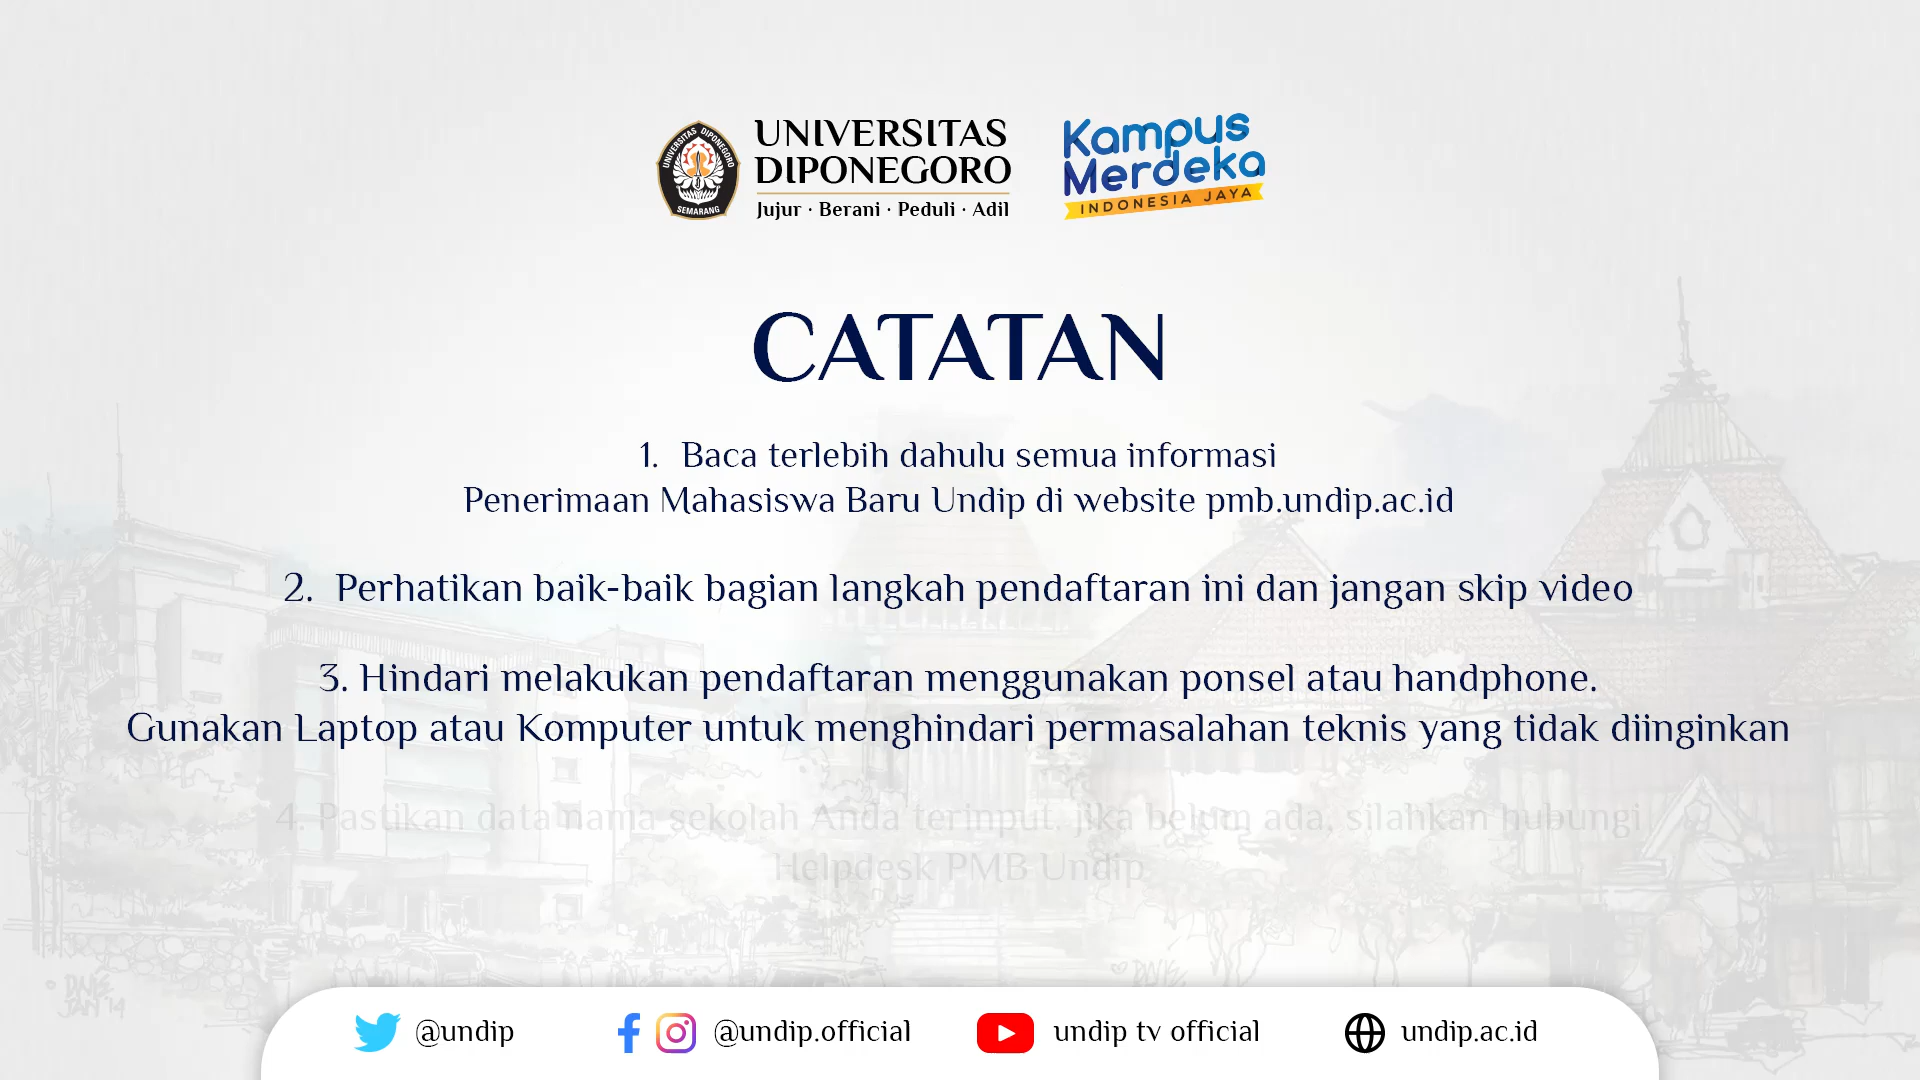 UNIVERSITAS DIPONEGORO
SEMARANG
UNIVERSITAS
DIPONEGORO
Jujur · Berani · Peduli · Adil
Kampus
Merdeka
INDONESIA JAYA
CATATAN
1. Baca terlebih dahulu semua informasi
Penerimaan Mahasiswa Baru Undip di website pmb.undip.ac.id
2. Perhatikan baik-baik bagian langkah pendaftaran ini dan jangan skip video
3. Hindari melakukan pendaftaran menggunakan ponsel atau handphone.
Gunakan Laptop atau Komputer untuk menghindari permasalahan teknis yang tidak diinginkan
4. Pastikan data nama sekolah Anda terinput. jika belum ada, silahkan hubungi
Helpdesk PMB Undip
@undip
@undip.official
undip tv official
undip.ac.id